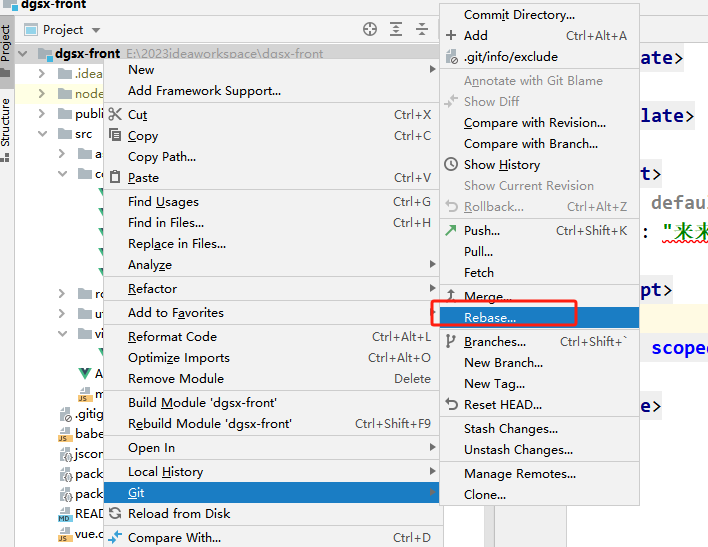 dgsx-front
Project
Project
Structure
dgsx-front E:\2023ideaworkspace\dgsx-front
.idea
node
publi
src
a
co
ro
ut
vi
A
m
.gitig
babe
jscon
pack
pack
READ
vue.c
New
Add Framework Support...
Cut Ctrl+X
Copy Ctrl+C
Copy Path...
Paste Ctrl+V
Find Usages Ctrl+G
Find in Files... Ctrl+H
Replace in Files...
Analyze
Refactor
Add to Favorites
Reformat Code Ctrl+Alt+L
Optimize Imports Ctrl+Alt+O
Remove Module Delete
Build Module 'dgsx-front'
Rebuild Module 'dgsx-front' Ctrl+Shift+F9
Open In
Local History
Git
Reload from Disk
Compare With... Ctrl+D
Commit Directory...
Add Ctrl+Alt+A
.git/info/exclude
Annotate with Git Blame
Show Diff
Compare with Revision...
Compare with Branch...
Show History
Show Current Revision
Rollback... Ctrl+Alt+Z
Push... Ctrl+Shift+K
Pull...
Fetch
Merge...
Rebase...
Branches... Ctrl+Shift+`
New Branch...
New Tag...
Reset HEAD...
Stash Changes...
Unstash Changes...
Manage Remotes...
Clone...
ate>
late>
t>
defau
: "来来
pt>
scope
e>